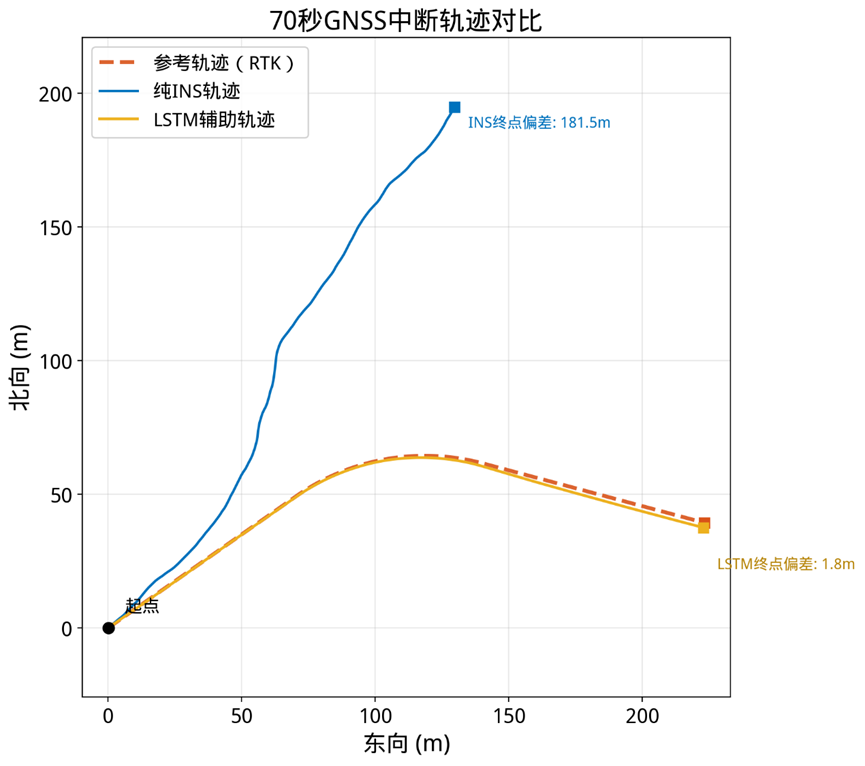 70秒GNSS中断轨迹对比
参考轨迹（RTK）
纯INS轨迹
LSTM辅助轨迹
INS终点偏差: 181.5m
LSTM终点偏差: 1.8m
起点
北向 (m)
200
150
100
50
0
0 50 100 150 200
东向 (m)